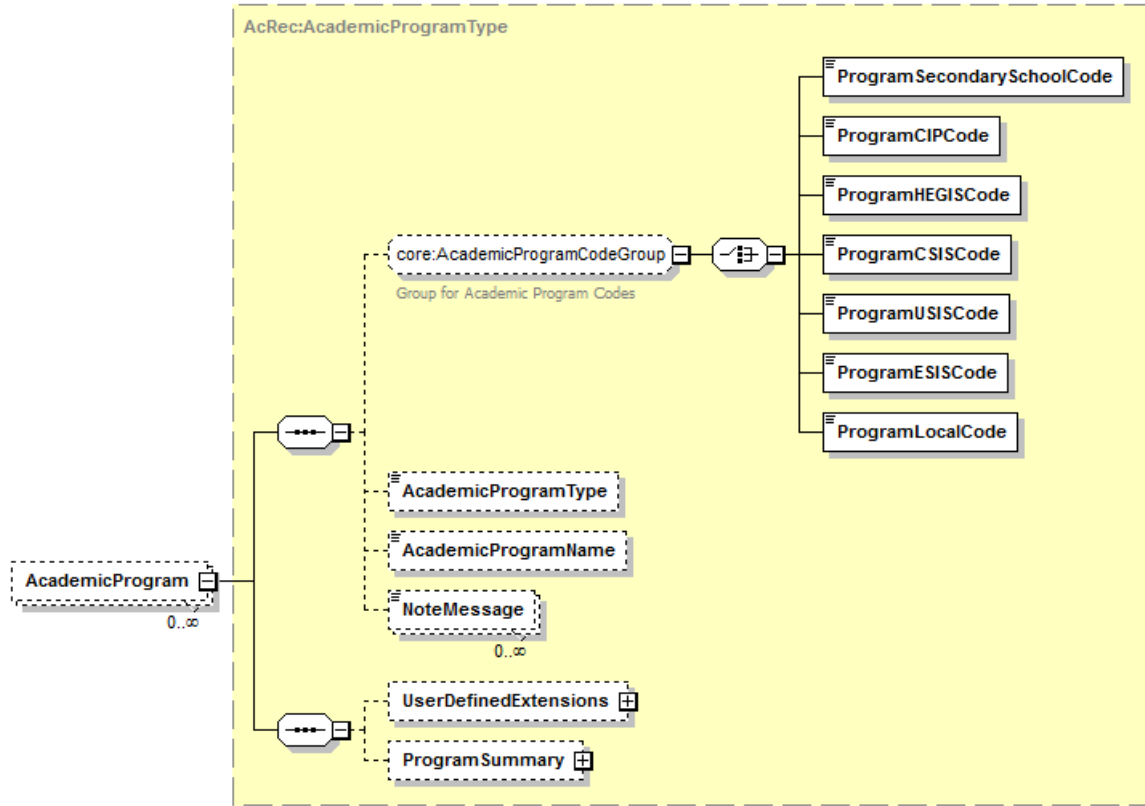 AcRec:AcademicProgramType
ProgramSecondarySchoolCode
ProgramCIPCode
ProgramHEGISCode
core:AcademicProgramCodeGroup
ProgramCSISCode
Group for Academic Program Codes
ProgramUSISCode
ProgramESISCode
ProgramLocalCode
AcademicProgramType
AcademicProgramName
AcademicProgram
0..∞
NoteMessage
0..∞
UserDefinedExtensions
ProgramSummary